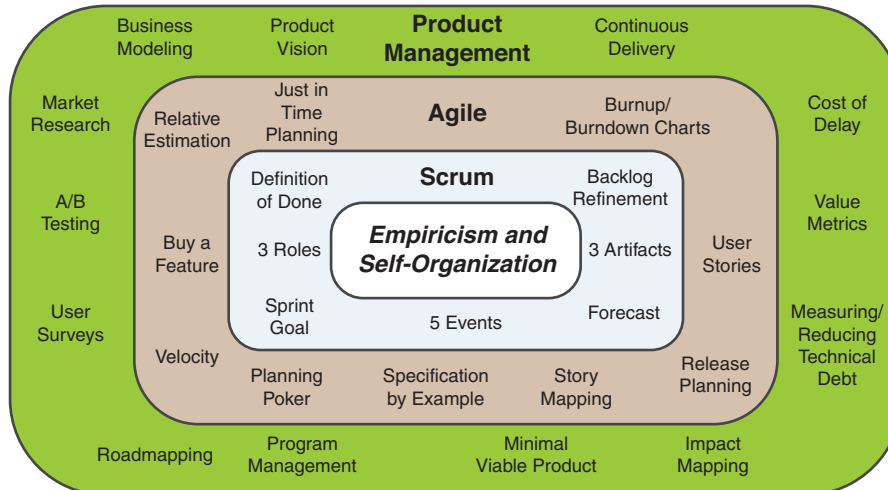 Business
Modeling
Product
Vision
Product
Management
Continuous
Delivery
Market
Research
Relative
Estimation
Just in
Time
Planning
Agile
Burnup/
Burndown Charts
Cost of
Delay
Definition
of Done
Scrum
Backlog
Refinement
A/B
Testing
Buy a
Feature
3 Roles
Empiricism and
Self-Organization
3 Artifacts
User
Stories
Value
Metrics
User
Surveys
Sprint
Goal
5 Events
Forecast
Measuring/
Reducing
Technical
Debt
Velocity
Planning
Poker
Specification
by Example
Story
Mapping
Release
Planning
Roadmapping
Program
Management
Minimal
Viable Product
Impact
Mapping